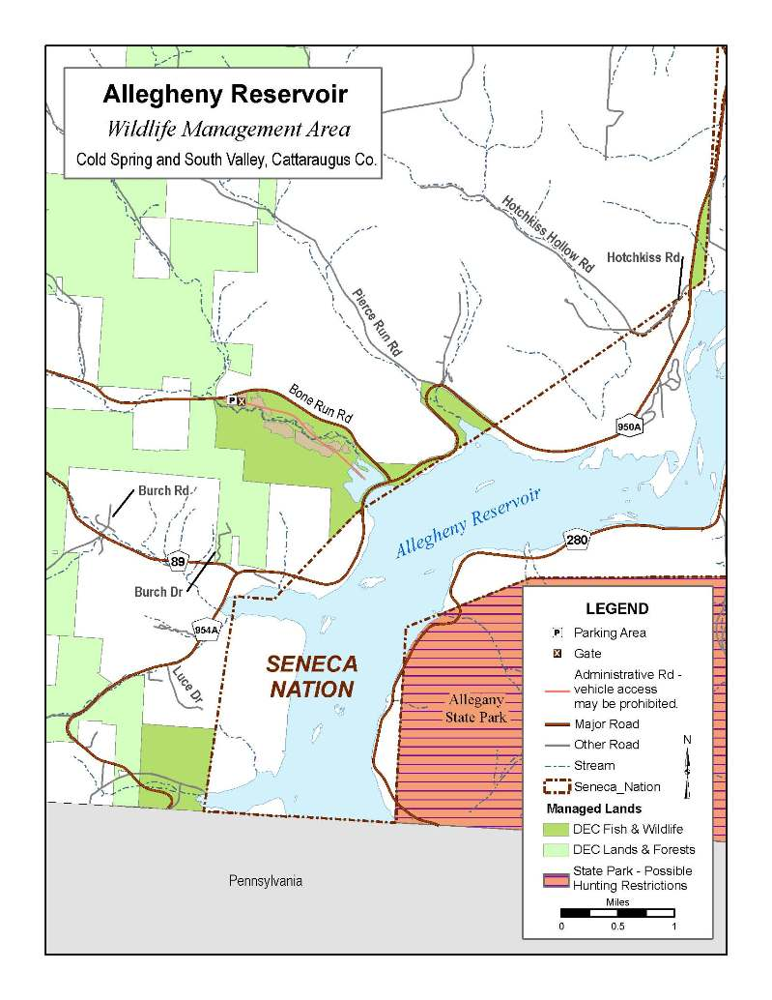 Allegheny Reservoir
Wildlife Management Area
Cold Spring and South Valley, Cattaraugus Co.
Hotchkiss Hollow Rd
Hotchkiss Rd
Pierce Run Rd
P
Bone Run Rd
950A
Burch Rd
Allegheny Reservoir
280
89
Burch Dr
954A
SENECA
NATION
Luce Dr
Allegany
State Park
LEGEND
P Parking Area
Gate
Administrative Rd -
vehicle access
may be prohibited.
Major Road
Other Road
N
Stream
Seneca_Nation
Managed Lands
DEC Fish & Wildlife
DEC Lands & Forests
State Park - Possible
Hunting Restrictions
Miles
0 0.5 1
Pennsylvania